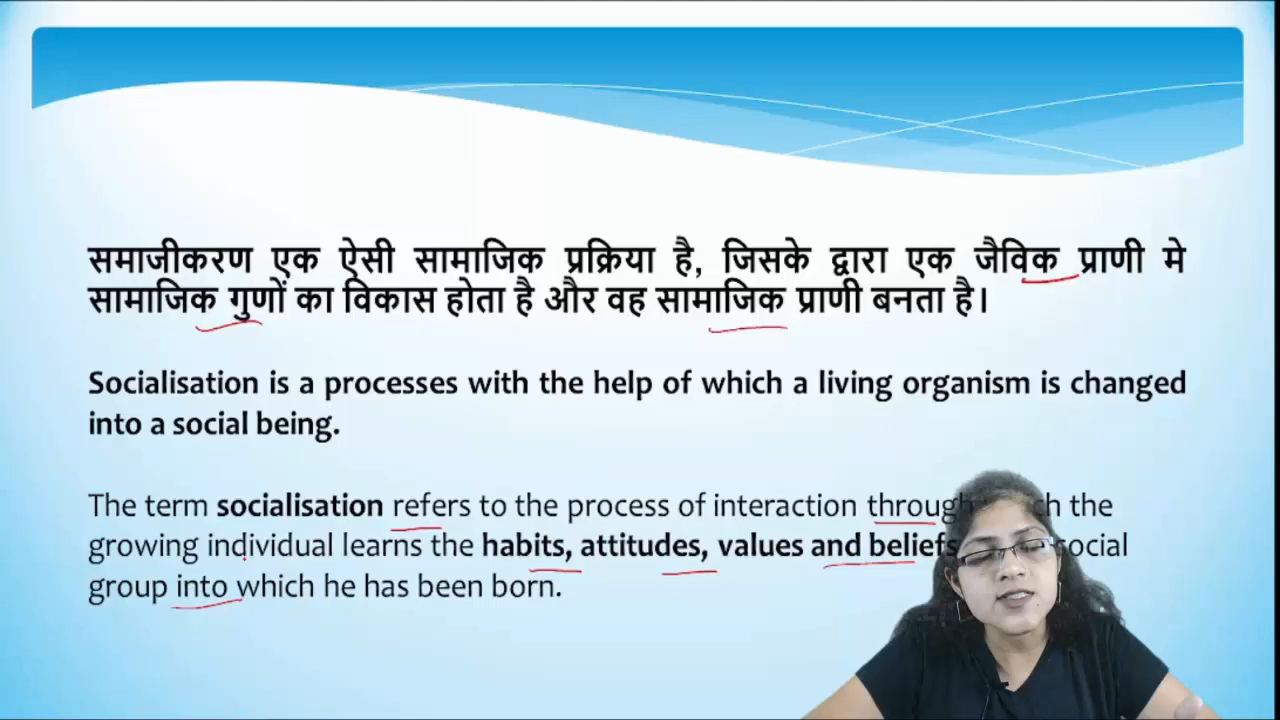 समाजीकरण एक ऐसी सामाजिक प्रक्रिया है, जिसके द्वारा एक जैविक प्राणी मे
सामाजिक गुणों का विकास होता है और वह सामाजिक प्राणी बनता है।
Socialisation is a processes with the help of which a living organism is changed
into a social being.
The term socialisation refers to the process of interaction through the
growing individual learns the habits, attitudes, values and beliefs social
group into which he has been born.